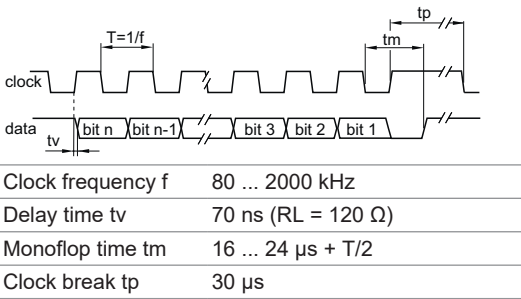 tp
T=1/f
tm
clock
data
bit n
bit n-1
bit 3
bit 2
bit 1
tv
Clock frequency f 80 ... 2000 kHz
Delay time tv 70 ns (RL = 120 Ω)
Monoflop time tm 16 ... 24 µs + T/2
Clock break tp 30 µs